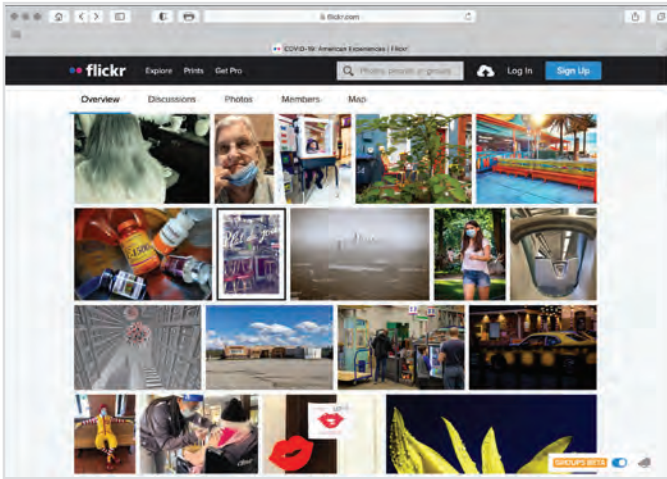 flickr.com
COVID-19: American Experiences | Flickr
flickr Explore Prints Get Pro Photos, people, or groups Log In Sign Up
Overview Discussions Photos Members Map
GROUPS BETA